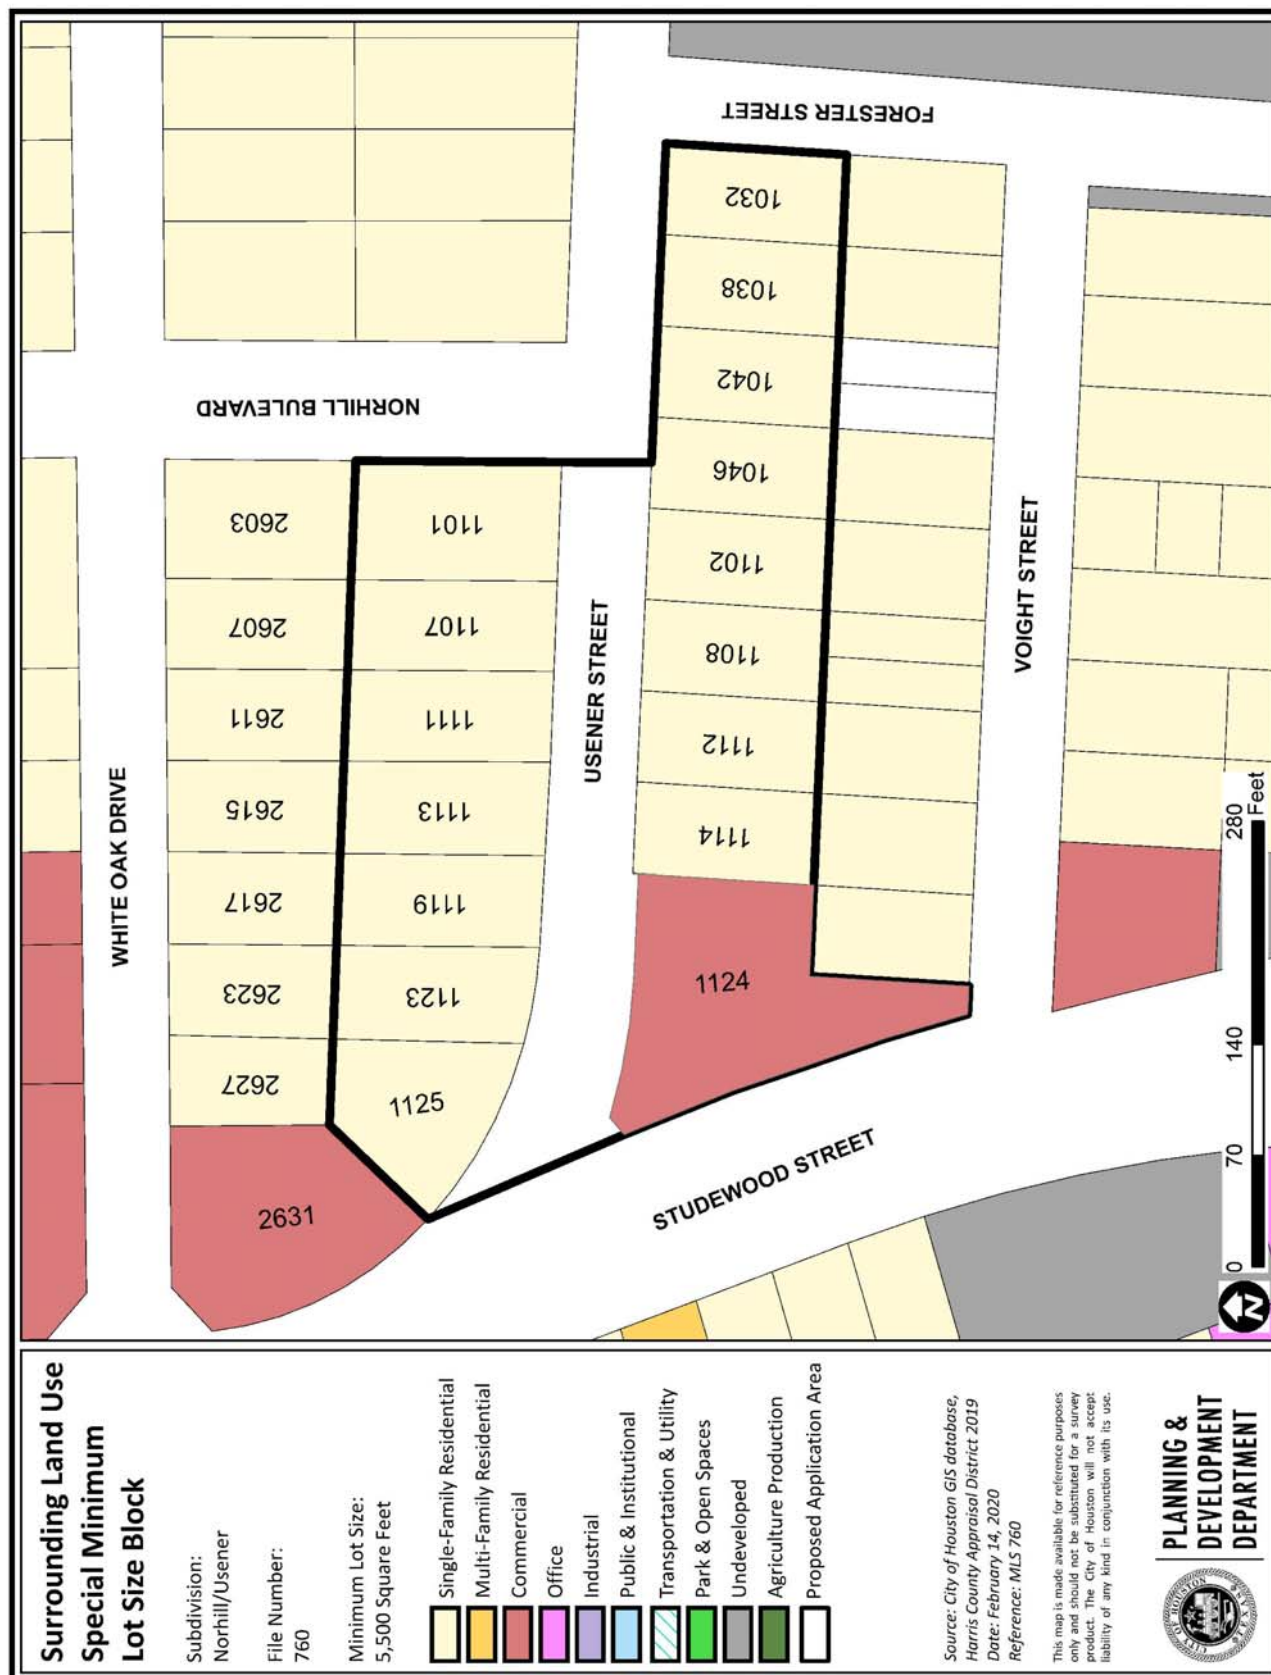 Surrounding Land Use
Special Minimum
Lot Size Block
Subdivision:
Norhill/Usener
File Number:
760
Minimum Lot Size:
5,500 Square Feet
Single-Family Residential
Multi-Family Residential
Commercial
Office
Industrial
Public & Institutional
Transportation & Utility
Park & Open Spaces
Undeveloped
Agriculture Production
Proposed Application Area
Source: City of Houston GIS database,
Harris County Appraisal District 2019
Date: February 14, 2020
Reference: MLS 760
This map is made available for reference purposes
only and should not be substituted for a survey
product. The City of Houston will not accept
liability of any kind in conjunction with its use.
CITY OF HOUSTON
TEXAS
PLANNING &
DEVELOPMENT
DEPARTMENT
WHITE OAK DRIVE
NORHILL BULEVARD
FORESTER STREET
USENER STREET
VOIGHT STREET
STUDEWOOD STREET
2631
2627
2623
2617
2615
2611
2607
2603
1125
1123
1119
1113
1111
1107
1101
1124
1114
1112
1108
1102
1046
1042
1038
1032
N
0
70
140
280
Feet